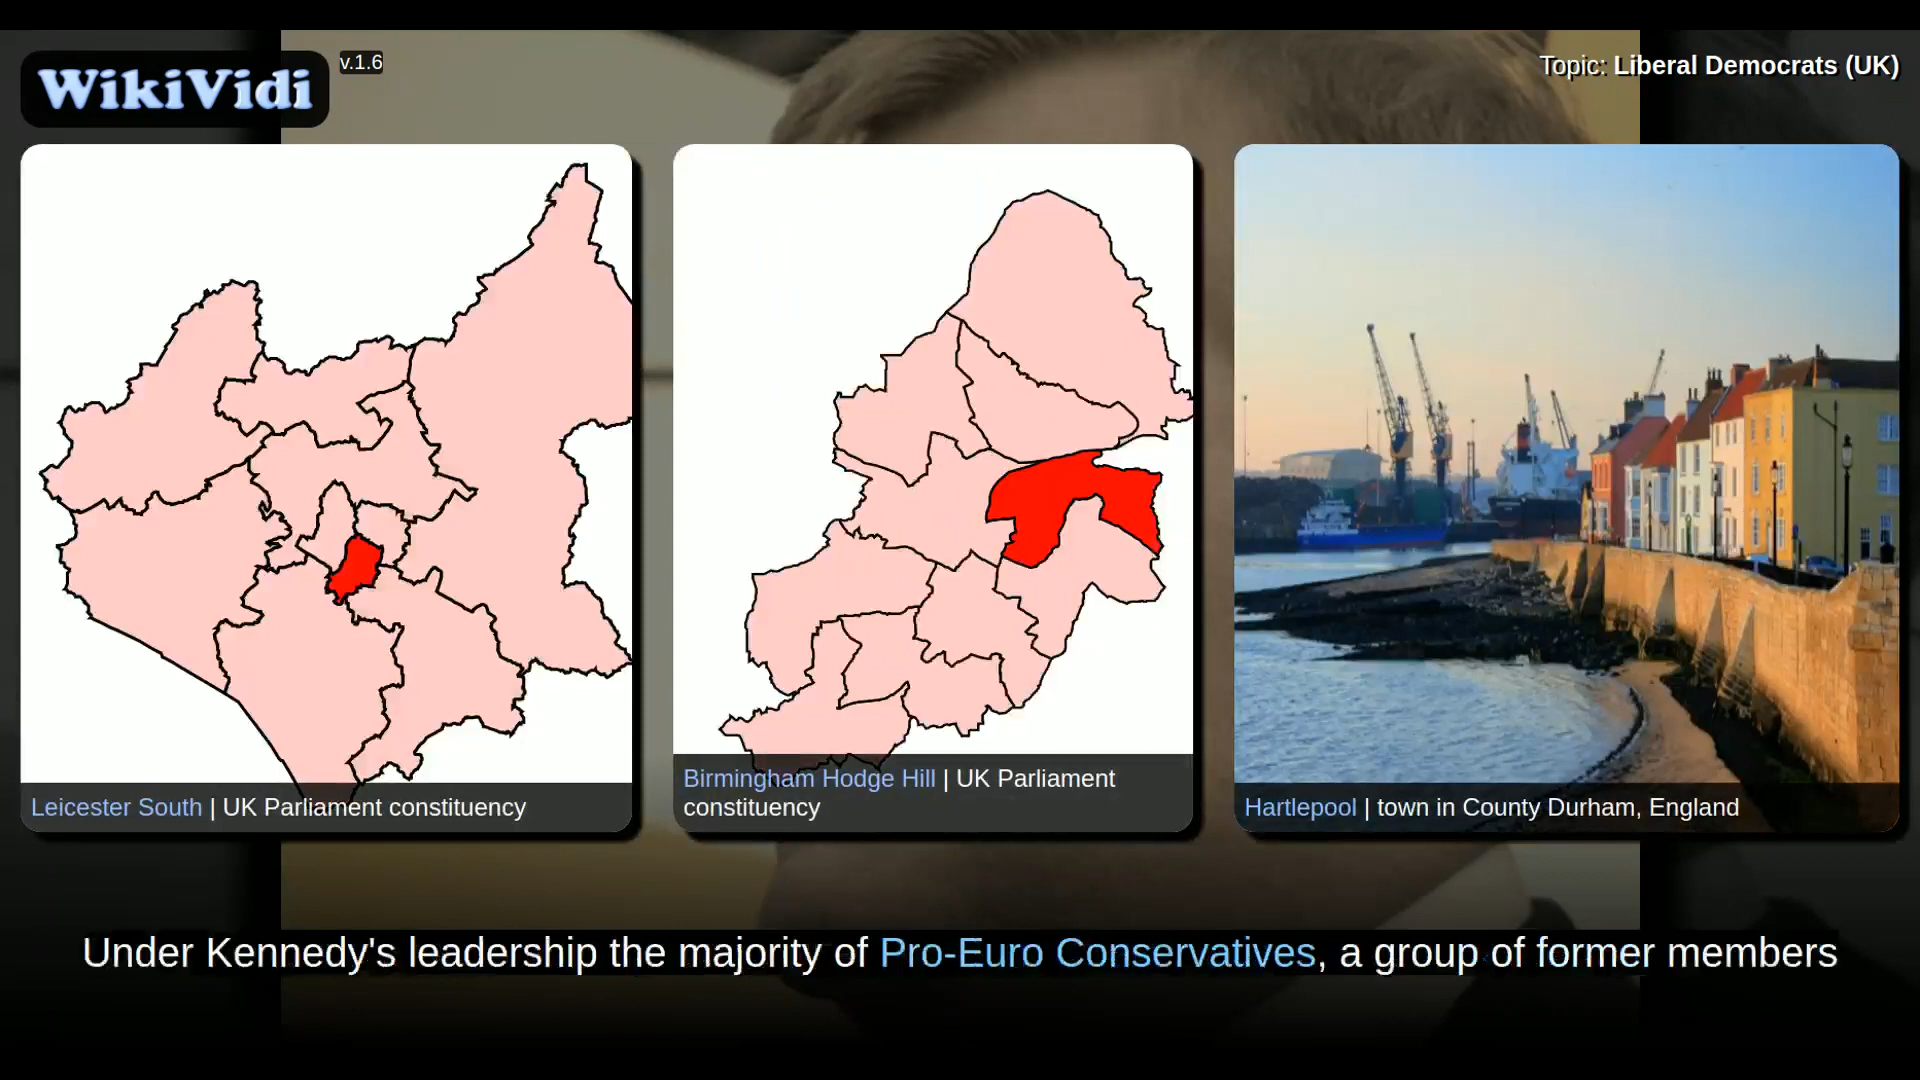 WikiVidi
v.1.6
Topic: Liberal Democrats (UK)
Leicester South | UK Parliament constituency
Birmingham Hodge Hill | UK Parliament
constituency
Hartlepool | town in County Durham, England
Under Kennedy's leadership the majority of Pro-Euro Conservatives, a group of former members